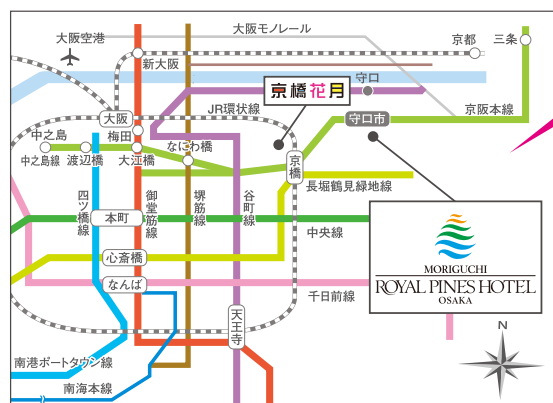 大阪空港
大阪モノレール
京都
三条
新大阪
京橋花月
守口
大阪
JR環状線
京阪本線
梅田
守口市
中之島
なにわ橋
中之島線
渡辺橋
大江橋
京橋
長堀鶴見緑地線
四ツ橋線
本町
御堂筋線
堺筋線
谷町線
中央線
心斎橋
なんば
千日前線
MORIGUCHI
ROYAL PINES HOTEL
OSAKA
天王寺
N
南港ポートタウン線
南海本線